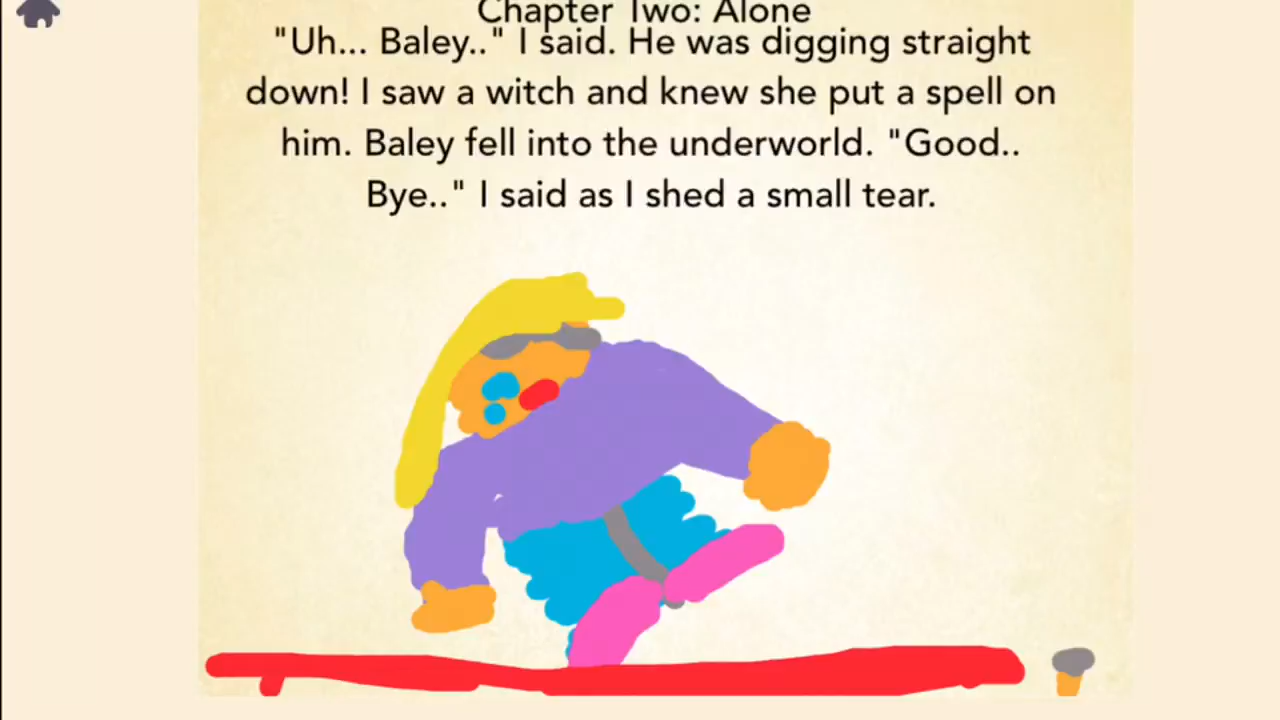 Chapter Two: Alone
"Uh... Baley.." I said. He was digging straight
down! I saw a witch and knew she put a spell on
him. Baley fell into the underworld. "Good..
Bye.." I said as I shed a small tear.